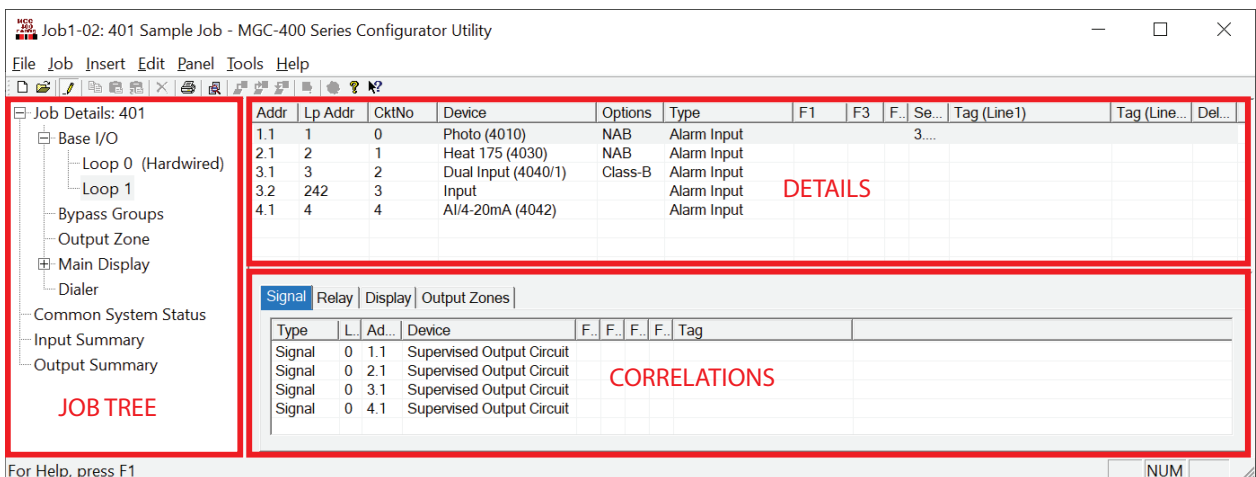 Job1-02: 401 Sample Job - MGC-400 Series Configurator Utility
File Job Insert Edit Panel Tools Help
Job Details: 401
Base I/O
Loop 0 (Hardwired)
Loop 1
Bypass Groups
Output Zone
Main Display
Dialer
Common System Status
Input Summary
Output Summary
JOB TREE
Addr Lp Addr CktNo Device Options Type F1 F3 F.. Se... Tag (Line1) Tag (Line... Del...
1.1 1 0 Photo (4010) NAB Alarm Input 3....
2.1 2 1 Heat 175 (4030) NAB Alarm Input
3.1 3 2 Dual Input (4040/1) Class-B Alarm Input
3.2 242 3 Input Alarm Input
4.1 4 4 AI/4-20mA (4042) Alarm Input
DETAILS
Signal Relay Display Output Zones
Type L.. Ad... Device F.. F.. F.. F.. Tag
Signal 0 1.1 Supervised Output Circuit
Signal 0 2.1 Supervised Output Circuit
Signal 0 3.1 Supervised Output Circuit
Signal 0 4.1 Supervised Output Circuit
CORRELATIONS
For Help, press F1
NUM